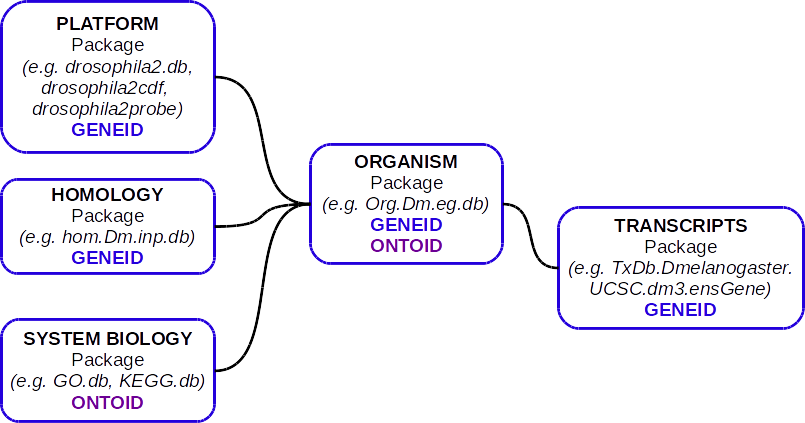 PLATFORM
Package
(e.g. drosophila2.db,
drosophila2cdf,
drosophila2probe)
GENEID
HOMOLOGY
Package
(e.g. hom.Dm.inp.db)
GENEID
SYSTEM BIOLOGY
Package
(e.g. GO.db, KEGG.db)
ONTOID
ORGANISM
Package
(e.g. Org.Dm.eg.db)
GENEID
ONTOID
TRANSCRIPTS
Package
(e.g. TxDb.Dmelanogaster.
UCSC.dm3.ensGene)
GENEID